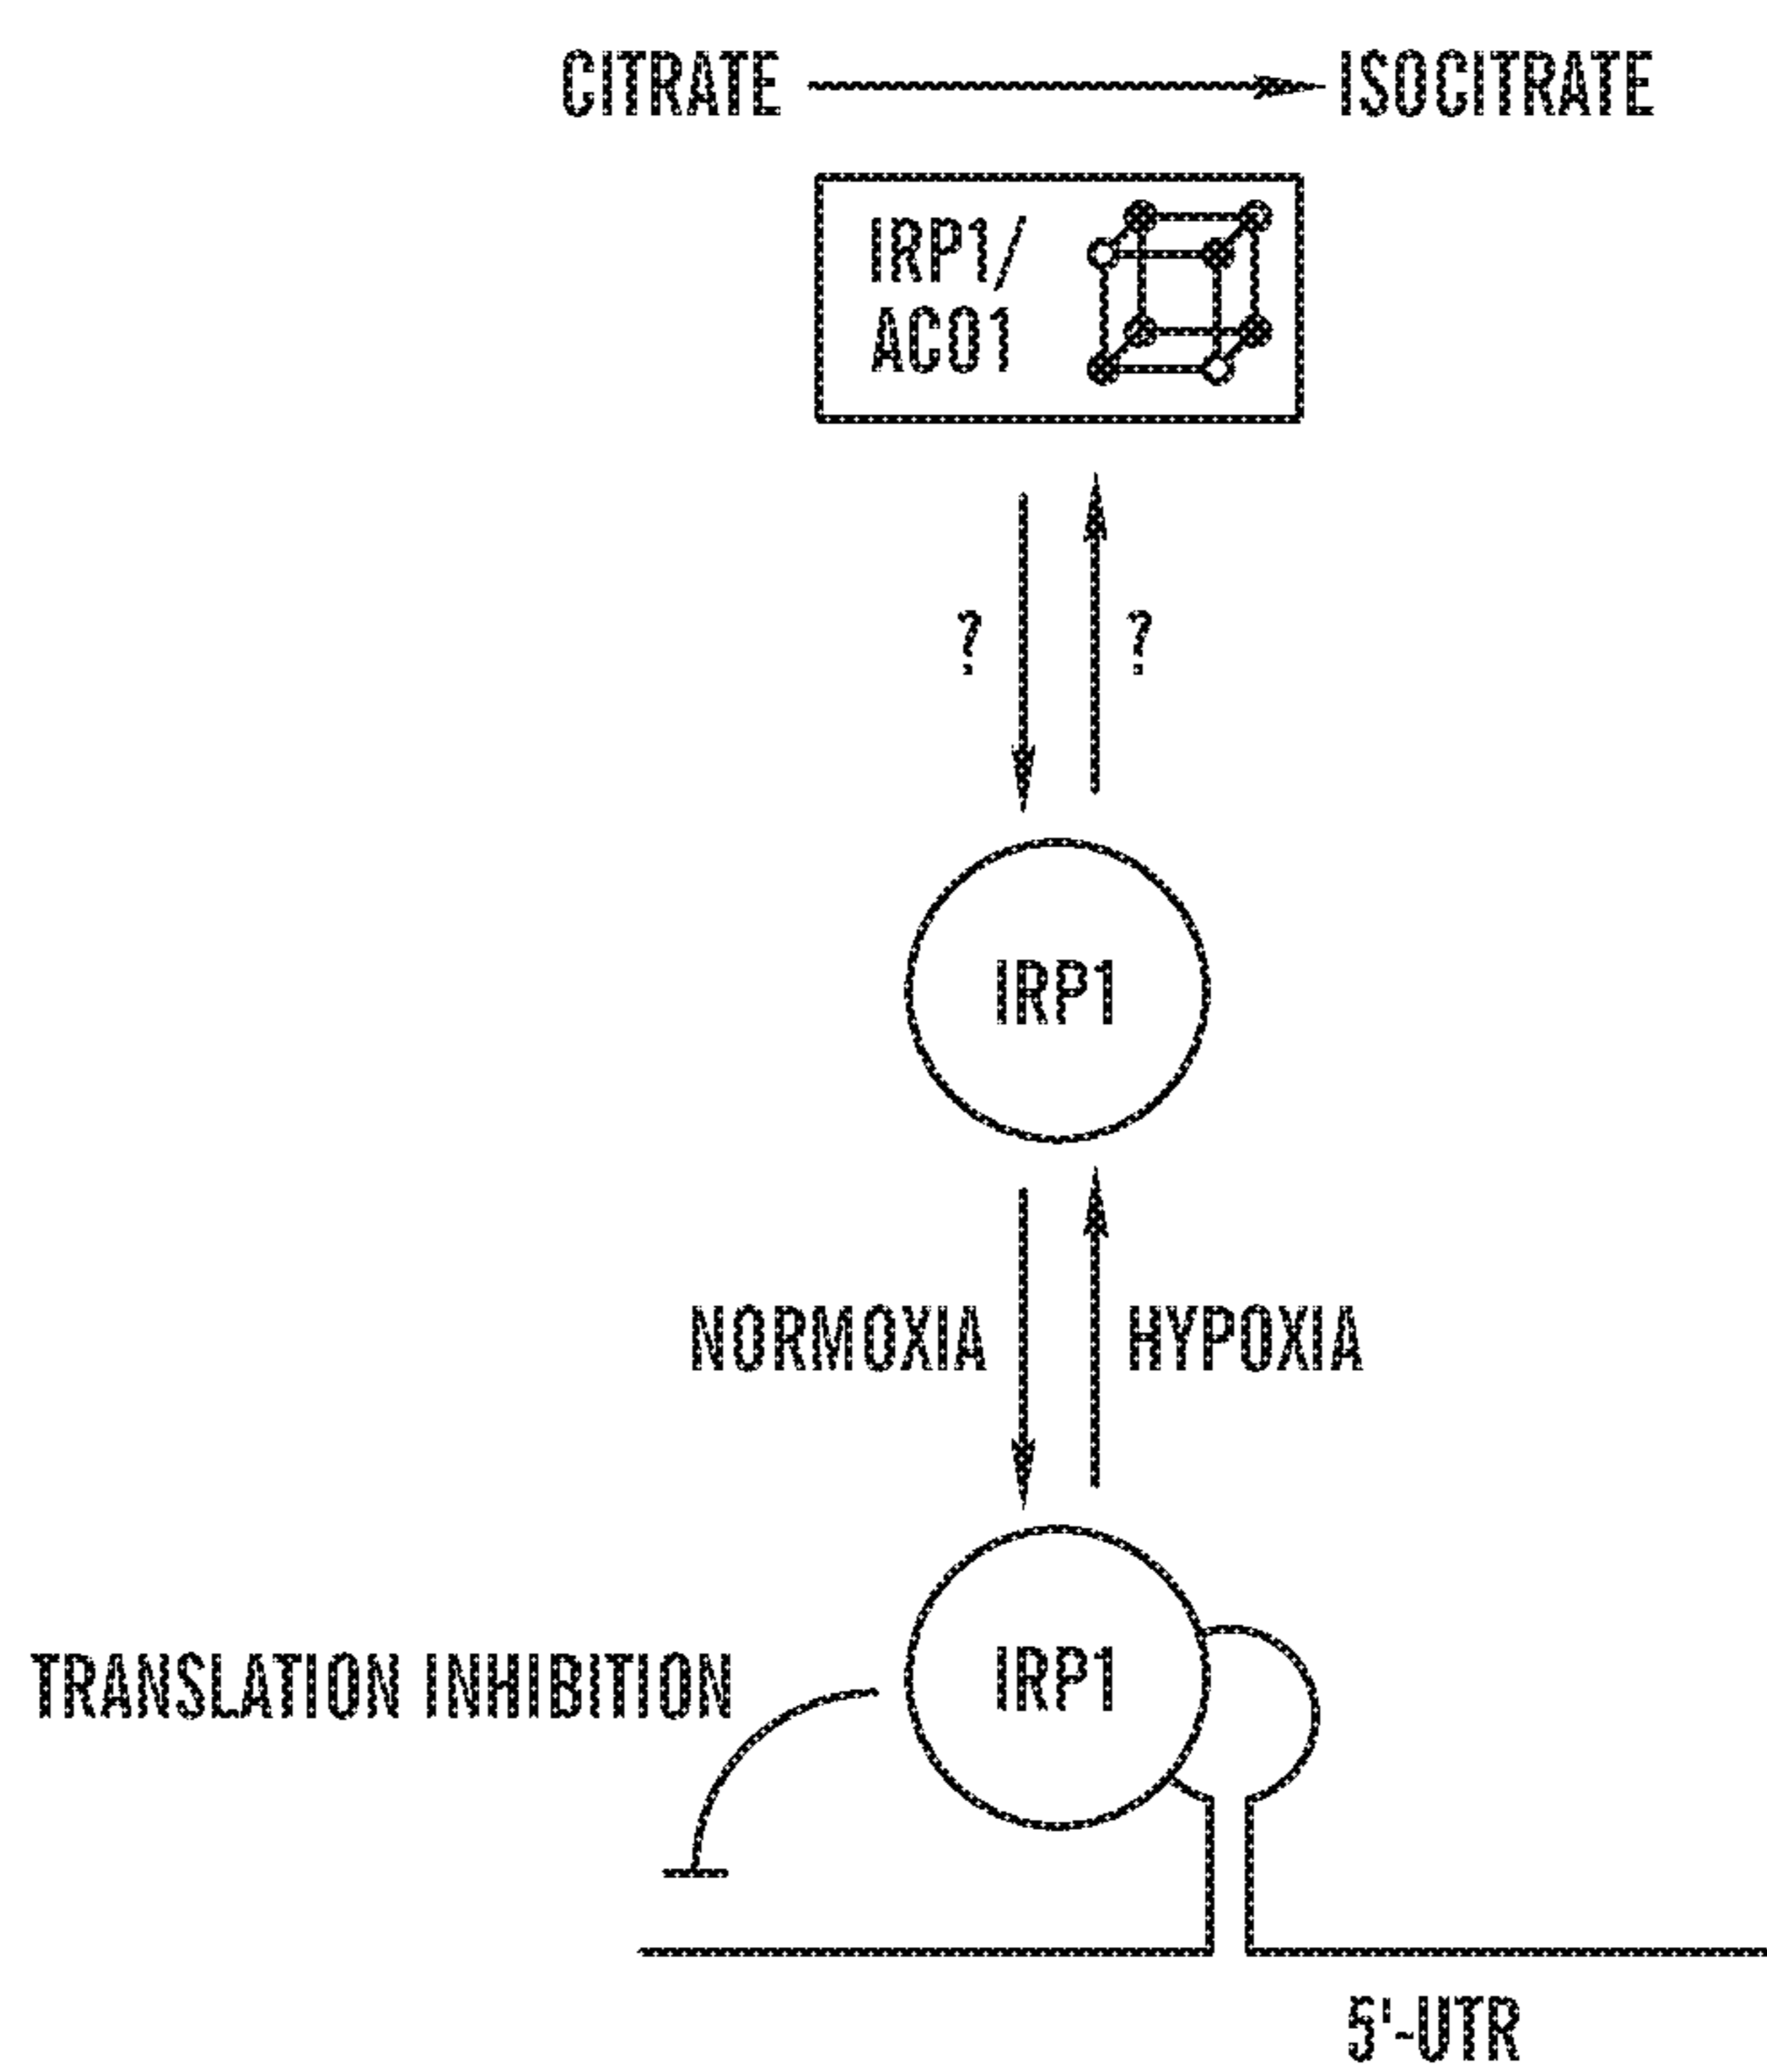 CITRATE
ISOCITRATE
IRP1/
ACO1
?
?
IRP1
NORMOXIA
HYPOXIA
TRANSLATION INHIBITION
IRP1
5'-UTR